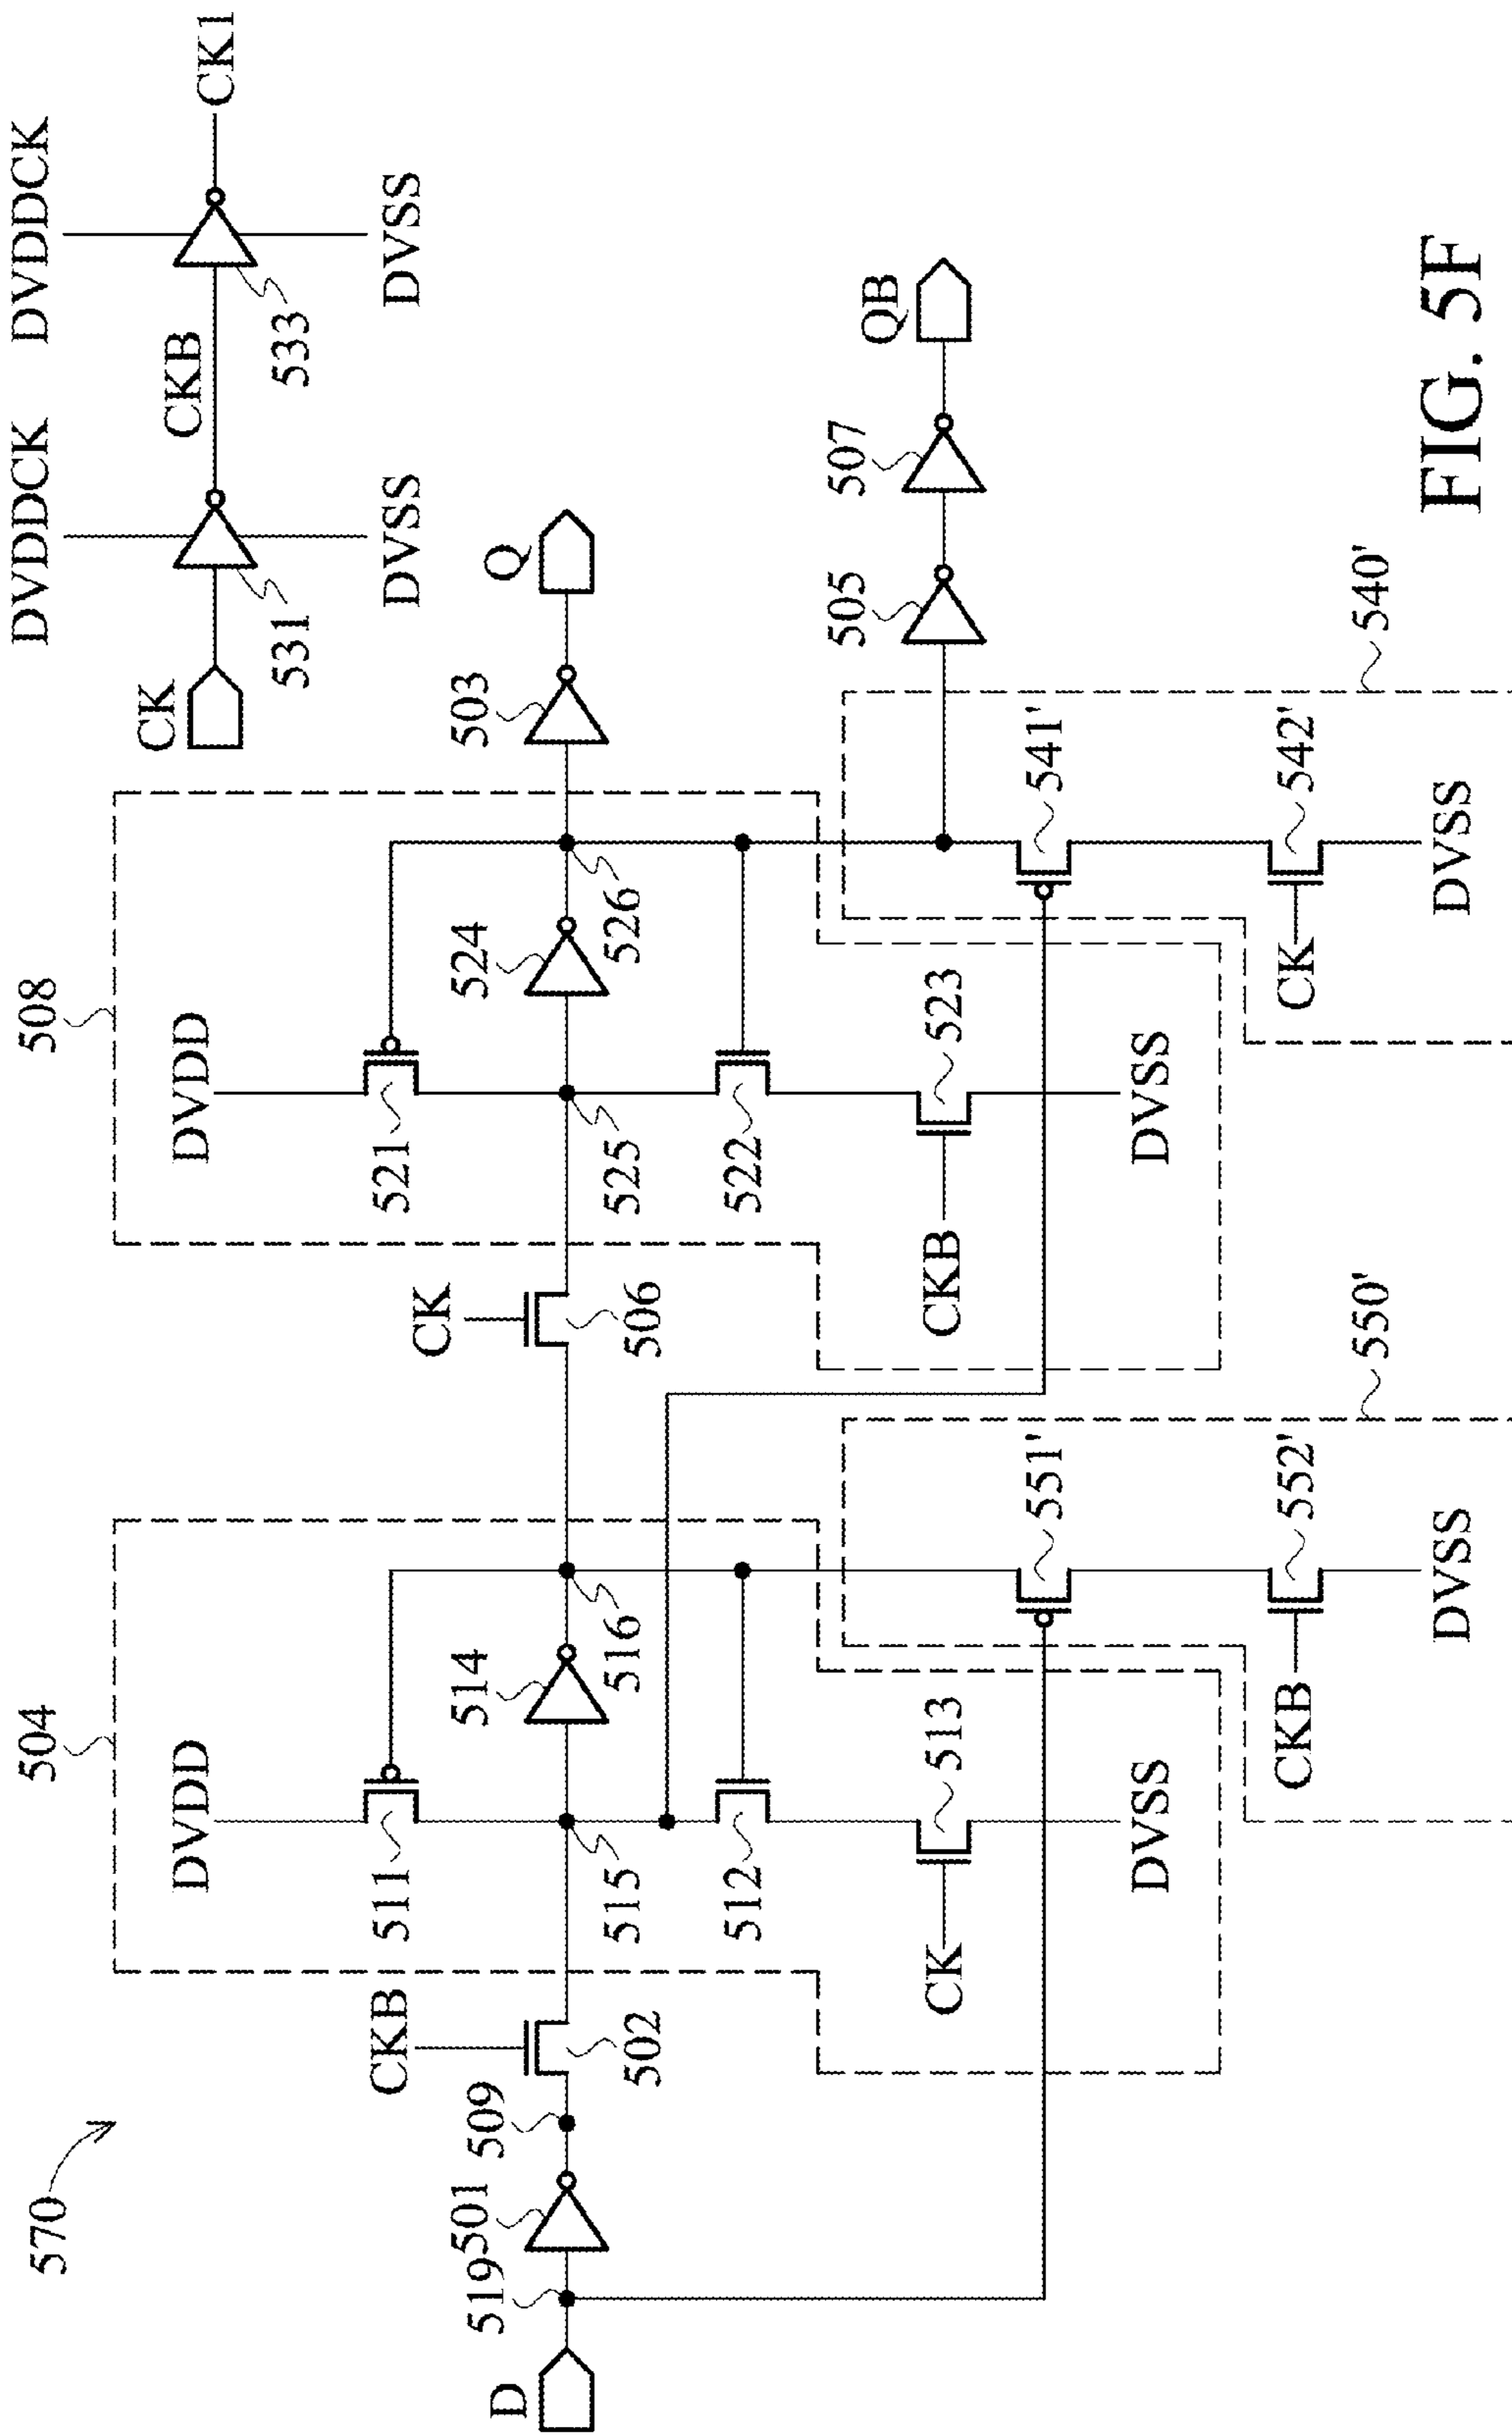 570
DVDDCK
DVDDCK
CK
CKB
CK1
531
533
DVSS
DVSS
504
508
DVDD
DVDD
511
521
CKB
CK
D
519
501
509
502
515
514
516
506
525
524
526
503
Q
512
522
CK
513
CKB
523
505
507
QB
DVSS
DVSS
551'
541'
CKB
552'
CK
542'
550'
540'
DVSS
DVSS
FIG. 5F